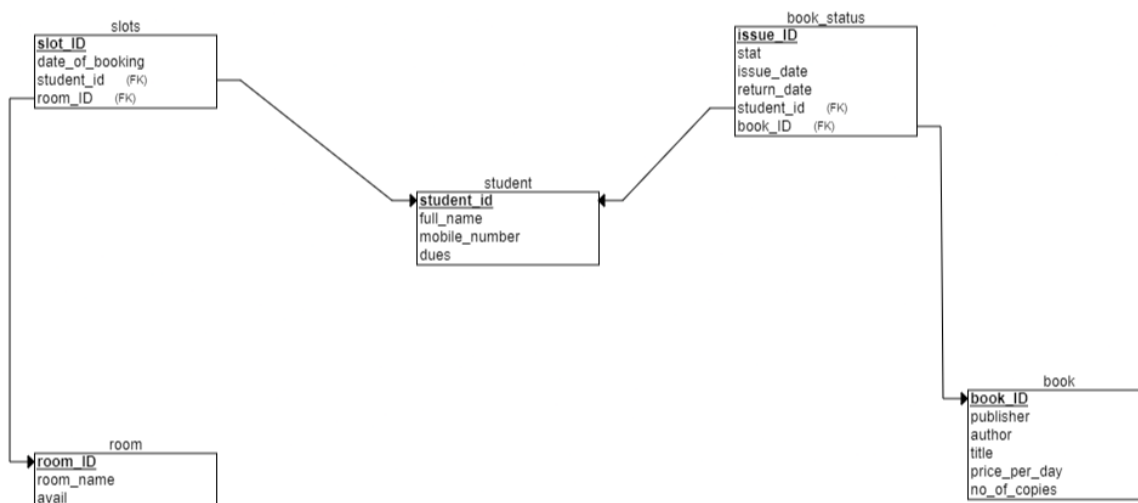 slots
slot_ID
date_of_booking
student_id (FK)
room_ID (FK)
book_status
issue_ID
stat
issue_date
return_date
student_id (FK)
book_ID (FK)
student
student_id
full_name
mobile_number
dues
book
book_ID
publisher
author
title
price_per_day
no_of_copies
room
room_ID
room_name
avail